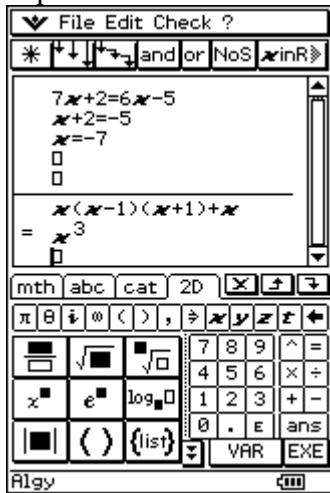 File Edit Check ?
and or NoS xinR
7x+2=6x-5
x+2=-5
x=-7
x(x-1)(x+1)+x
= x³
mth abc cat 2D
π θ i ∞ ( ) , ⇒ x y z t ←
■/■ √■ ■√□ 7 8 9 ^ =
4 5 6 × ÷
x^■ e^■ log_■□ 1 2 3 + -
0 . E ans
|■| (■) {list} VAR EXE
Algy